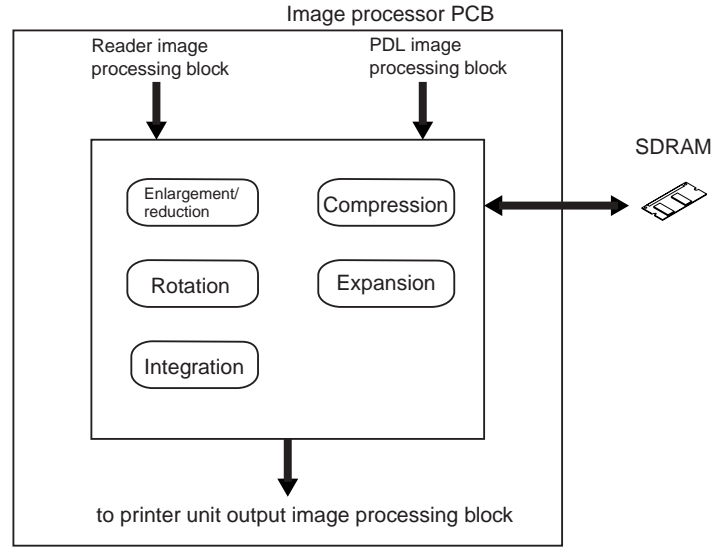 Image processor PCB
Reader image
processing block
PDL image
processing block
SDRAM
Enlargement/
reduction
Compression
Rotation
Expansion
Integration
to printer unit output image processing block